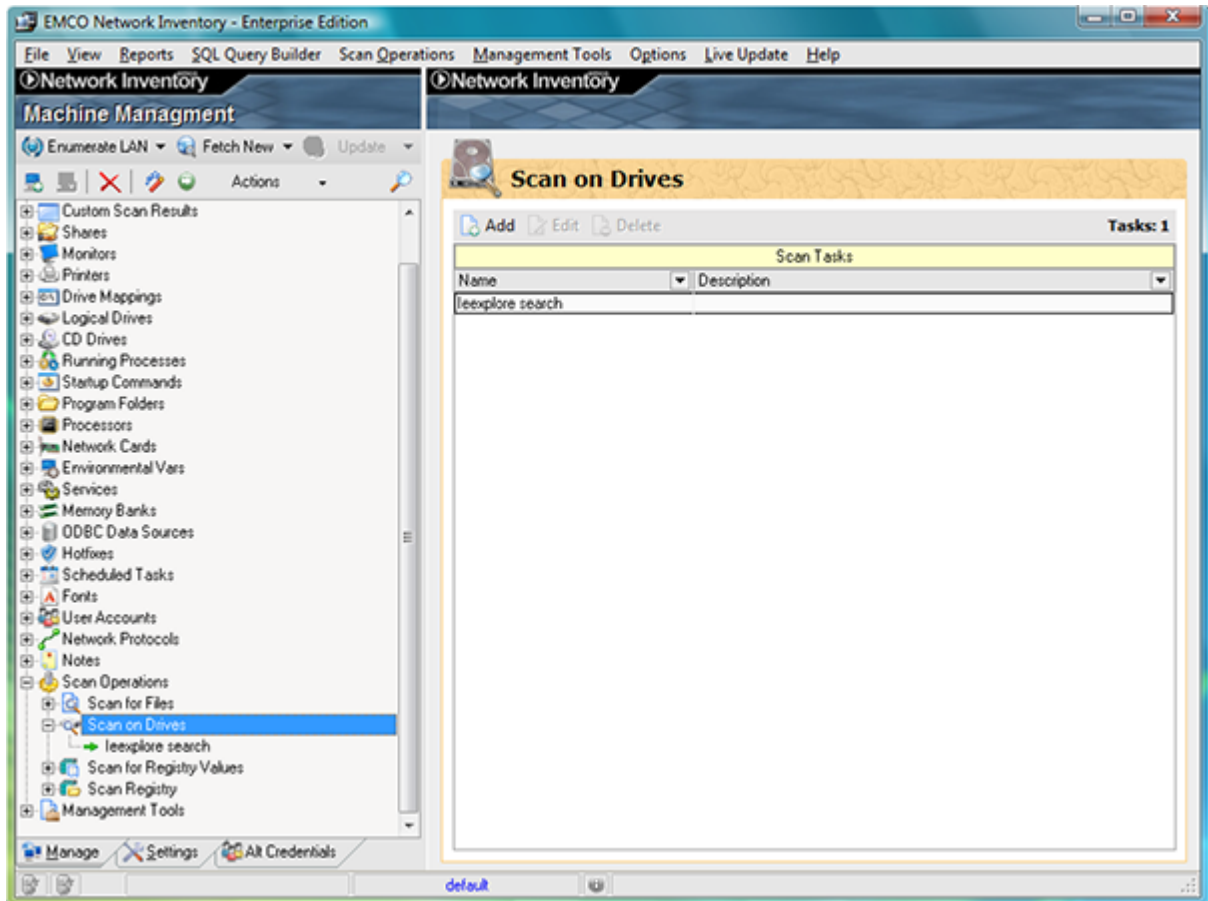 EMCO Network Inventory - Enterprise Edition
File View Reports SQL Query Builder Scan Operations Management Tools Options Live Update Help
Network Inventory
Machine Managment
Enumerate LAN Fetch New Update
Actions
Custom Scan Results
Shares
Monitors
Printers
Drive Mappings
Logical Drives
CD Drives
Running Processes
Startup Commands
Program Folders
Processors
Network Cards
Environmental Vars
Services
Memory Banks
ODBC Data Sources
Hotfixes
Scheduled Tasks
Fonts
User Accounts
Network Protocols
Notes
Scan Operations
Scan for Files
Scan on Drives
Ieexplore search
Scan for Registry Values
Scan Registry
Management Tools
Manage Settings Alt Credentials
Network Inventory
Scan on Drives
Add Edit Delete Tasks: 1
Scan Tasks
Name Description
Ieexplore search
default